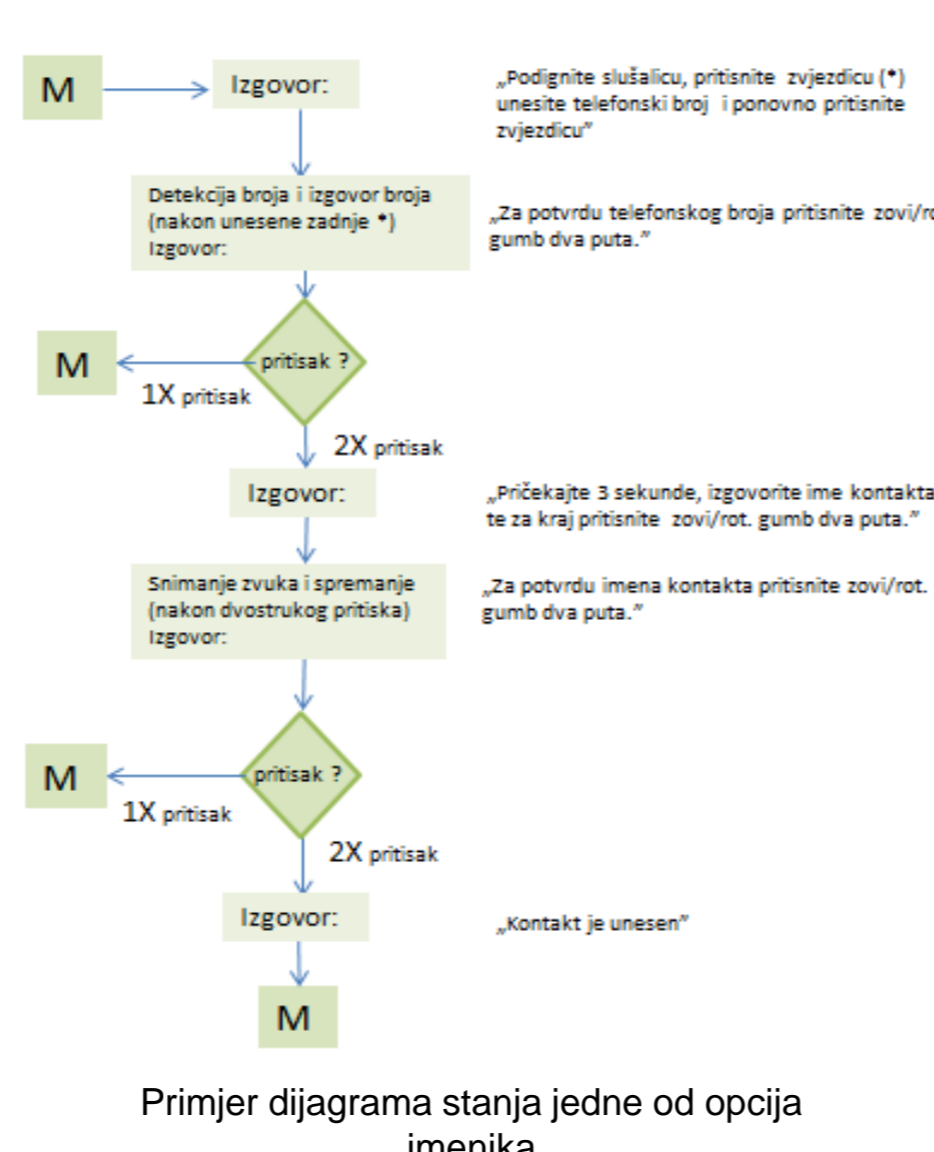 M
Izgovor:
„Podignite slušalicu, pritisnite zvjezdicu (*)
unesite telefonski broj i ponovno pritisnite
zvjezdicu”
Detekcija broja i izgovor broja
(nakon unesene zadnje *)
Izgovor:
„Za potvrdu telefonskog broja pritisnite
gumb dva puta.”
pritisak ?
M
1X pritisak
2X pritisak
Izgovor:
„Pričekajte 3 sekunde, izgovorite ime kontakta
te za kraj pritisnite zovi/rot. gumb dva puta.”
Snimanje zvuka i spremanje
(nakon dvostrukog pritiska)
Izgovor:
„Za potvrdu imena kontakta pritisnite zovi/rot.
gumb dva puta.”
pritisak ?
M
1X pritisak
2X pritisak
Izgovor:
„Kontakt je unesen”
M
Primjer dijagrama stanja jedne od opcija
imenika